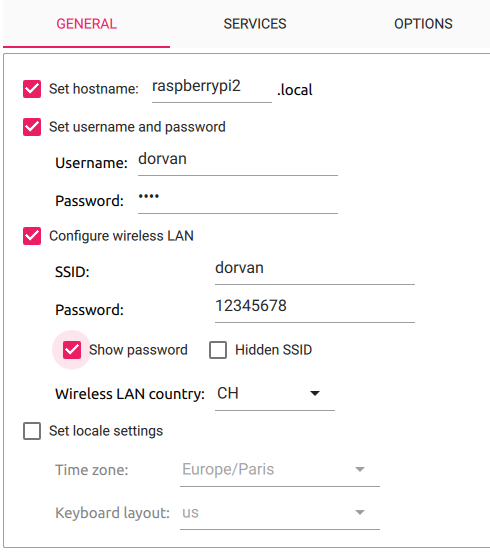 GENERAL SERVICES OPTIONS
Set hostname: raspberrypi2 .local
Set username and password
Username: dorvan
Password: ••••
Configure wireless LAN
SSID: dorvan
Password: 12345678
Show password Hidden SSID
Wireless LAN country: CH
Set locale settings
Time zone: Europe/Paris
Keyboard layout: us